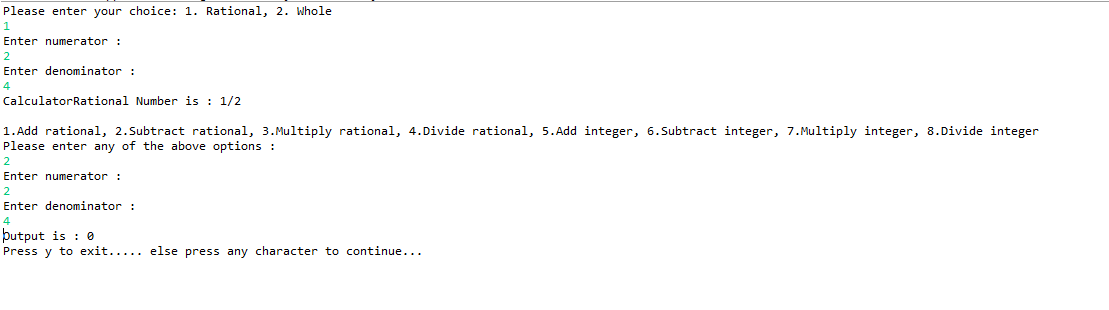 Please enter your choice: 1. Rational, 2. Whole
1
Enter numerator :
2
Enter denominator :
4
CalculatorRational Number is : 1/2
1.Add rational, 2.Subtract rational, 3.Multiply rational, 4.Divide rational, 5.Add integer, 6.Subtract integer, 7.Multiply integer, 8.Divide integer
Please enter any of the above options :
2
Enter numerator :
2
Enter denominator :
4
Output is : 0
Press y to exit..... else press any character to continue...